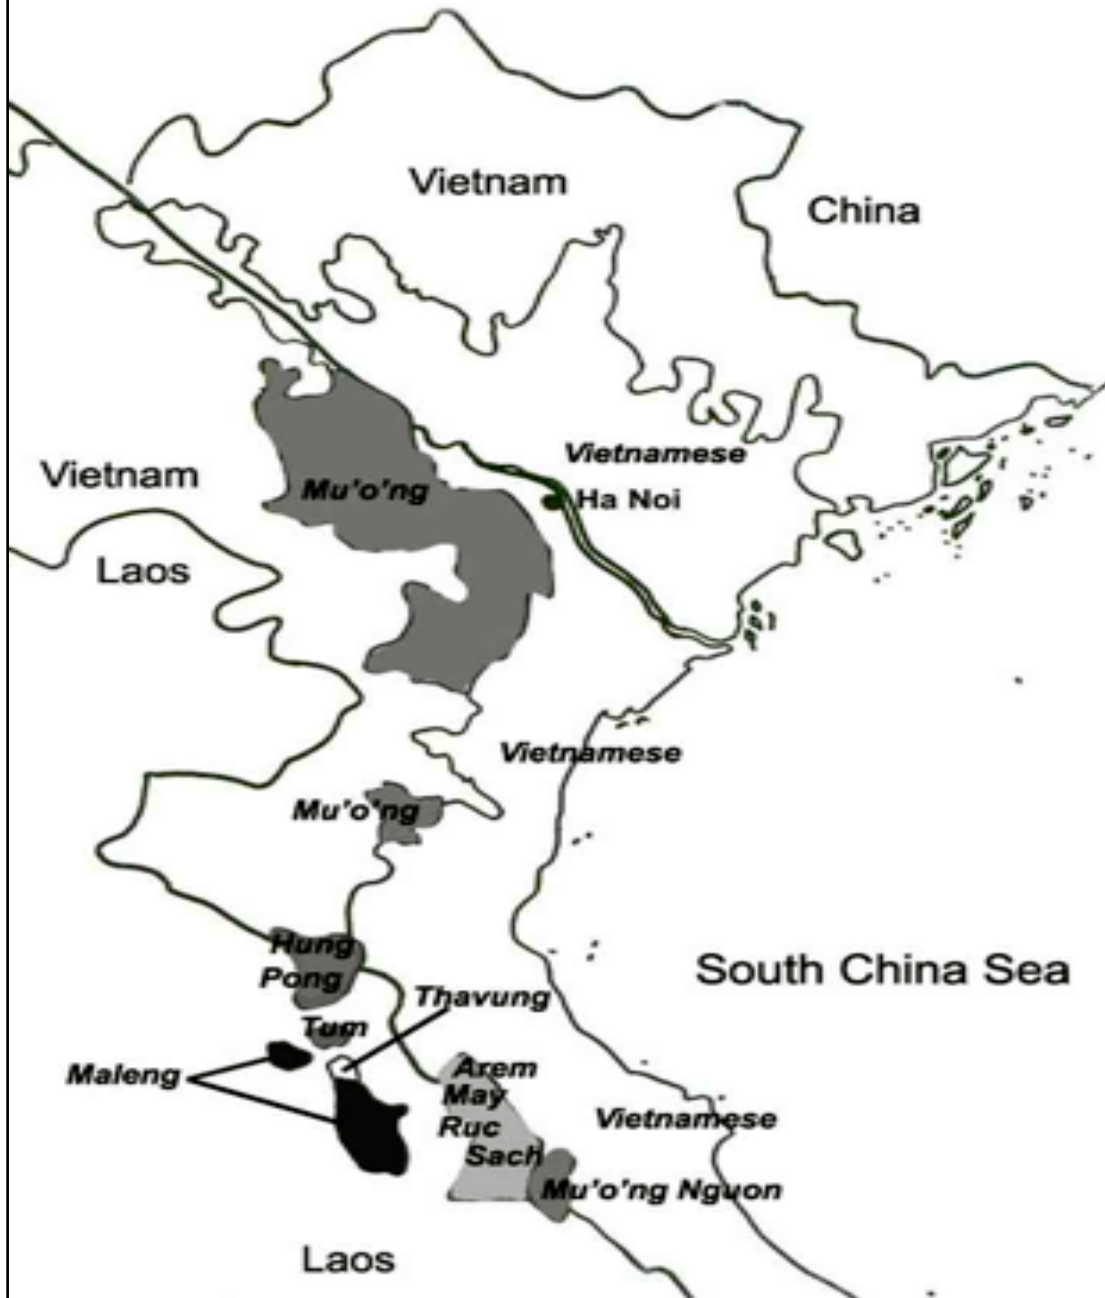 Vietnam
China
Vietnamese
Vietnam
Mu'o'ng
Ha Noi
Laos
Vietnamese
Mu'o'ng
Hung
Pong
South China Sea
Thavung
Tum
Maleng
Arem
May
Ruc
Vietnamese
Sach
Mu'o'ng Nguon
Laos